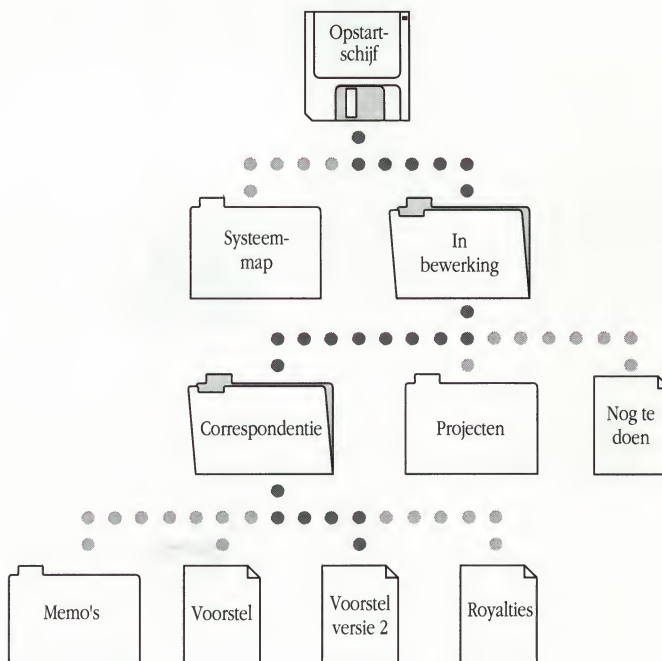 Opstart-
schijf
Systeem-
map
In
bewerking
Correspondentie
Projecten
Nog te
doen
Memo's
Voorstel
Voorstel
versie 2
Royalties